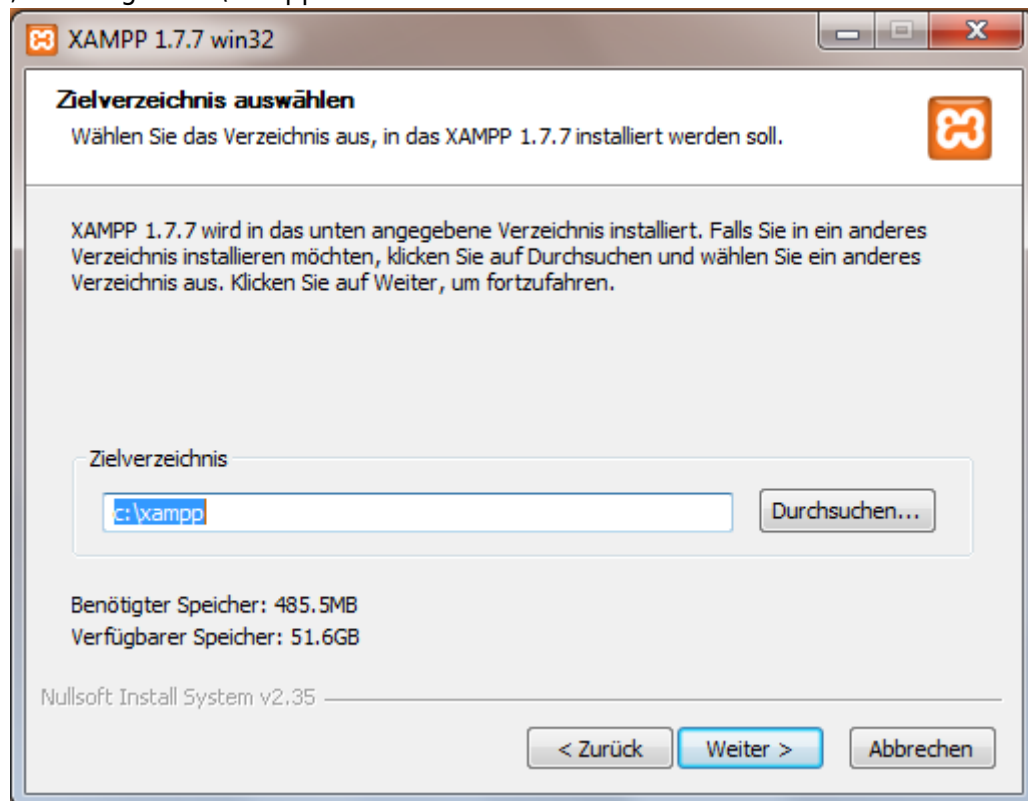 XAMPP 1.7.7 win32
Zielverzeichnis auswählen
Wählen Sie das Verzeichnis aus, in das XAMPP 1.7.7 installiert werden soll.
XAMPP 1.7.7 wird in das unten angegebene Verzeichnis installiert. Falls Sie in ein anderes
Verzeichnis installieren möchten, klicken Sie auf Durchsuchen und wählen Sie ein anderes
Verzeichnis aus. Klicken Sie auf Weiter, um fortzufahren.
Zielverzeichnis
c:\xampp
Durchsuchen...
Benötigter Speicher: 485.5MB
Verfügbarer Speicher: 51.6GB
Nullsoft Install System v2.35
< Zurück
Weiter >
Abbrechen